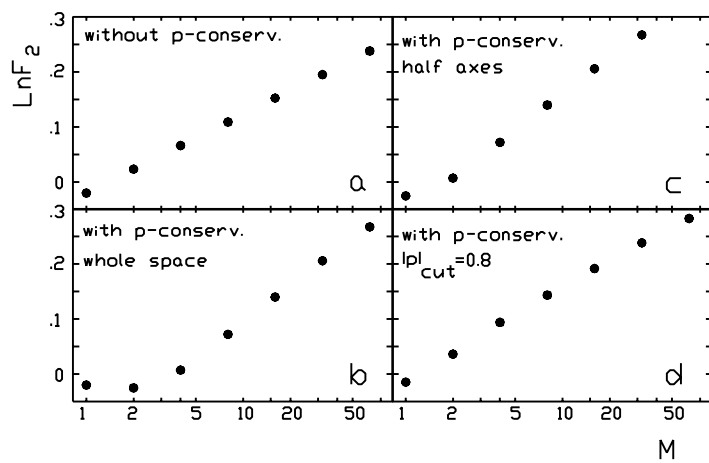 LnF2
.3
.2
.1
0
without p-conserv.
a
with p-conserv.
half axes
c
.3
.2
.1
0
with p-conserv.
whole space
b
with p-conserv.
|p|cut=0.8
d
1 2 5 10 20 50
1 2 5 10 20 50
M